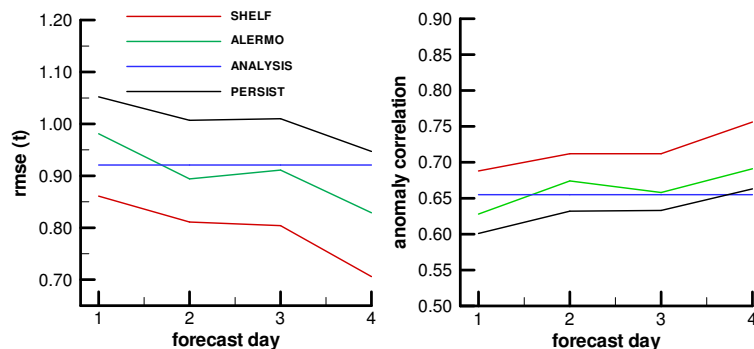 1.20
1.10
1.00
0.90
0.80
0.70
rmse (t)
SHELF
ALERMO
ANALYSIS
PERSIST
1 2 3 4
forecast day
0.90
0.85
0.80
0.75
0.70
0.65
0.60
0.55
0.50
anomaly correlation
1 2 3 4
forecast day